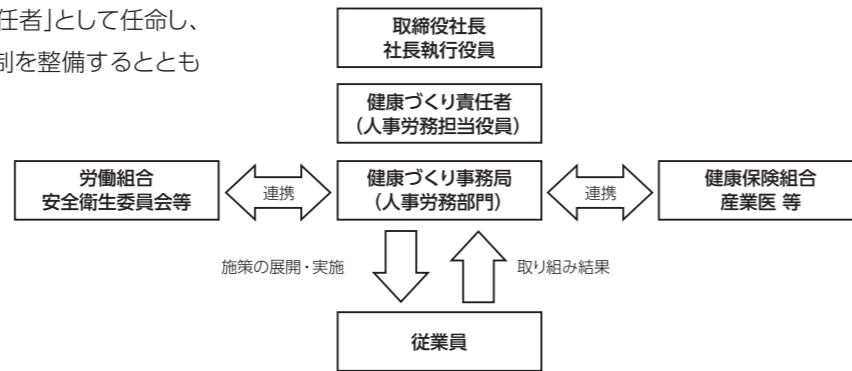 任者」として任命し、
制を整備するととも
取締役社長
社長執行役員
健康づくり責任者
（人事労務担当役員）
労働組合
安全衛生委員会等
連携
健康づくり事務局
（人事労務部門）
連携
健康保険組合
産業医 等
施策の展開・実施
取り組み結果
従業員